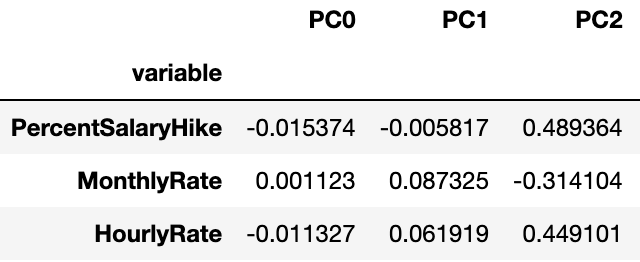 PC0 PC1 PC2
variable
PercentSalaryHike -0.015374 -0.005817 0.489364
MonthlyRate 0.001123 0.087325 -0.314104
HourlyRate -0.011327 0.061919 0.449101